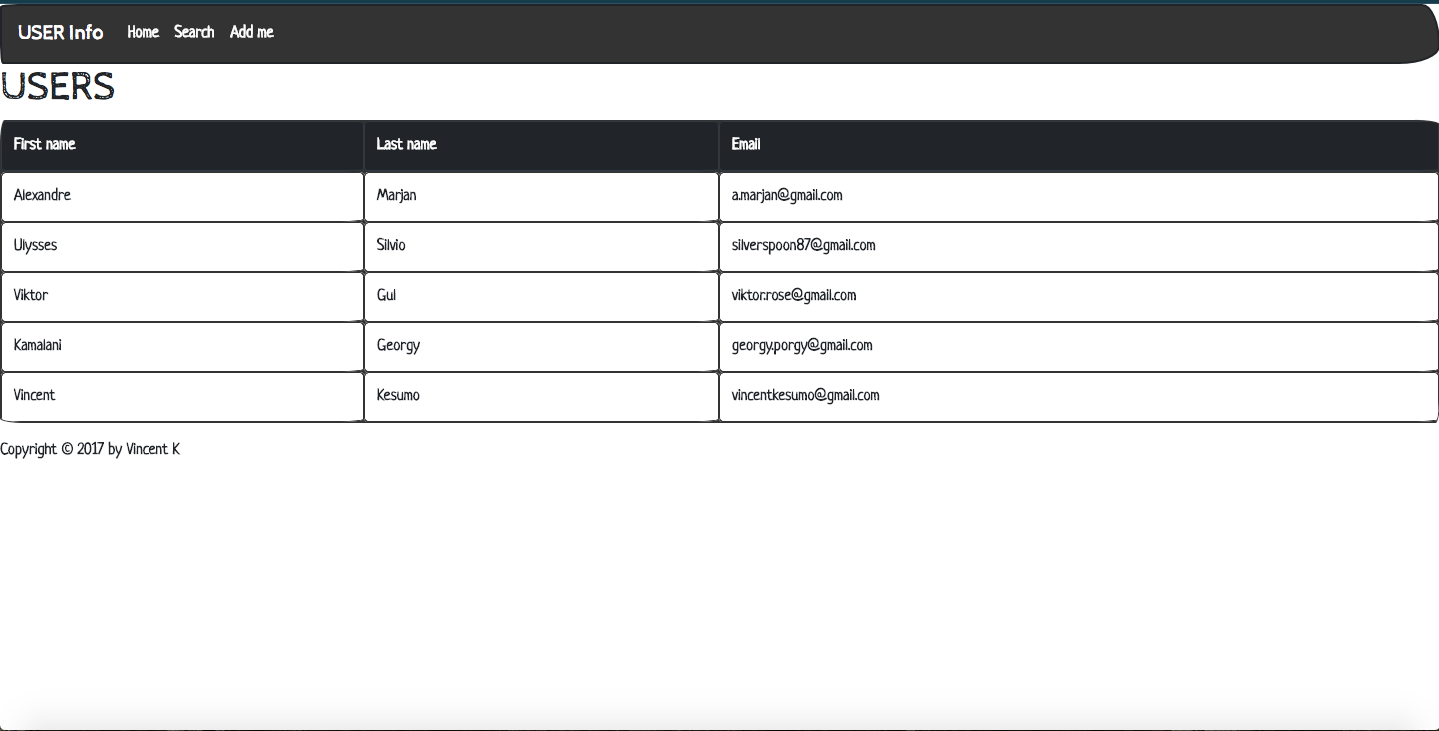 USER Info Home Search Add me
USERS
First name Last name Email
Alexandre Marjan a.marjan@gmail.com
Ulysses Silvio silverspoon87@gmail.com
Viktor Gul viktor.rose@gmail.com
Kamalani Georgy georgy.porgy@gmail.com
Vincent Kesumo vincentkesumo@gmail.com
Copyright © 2017 by Vincent K